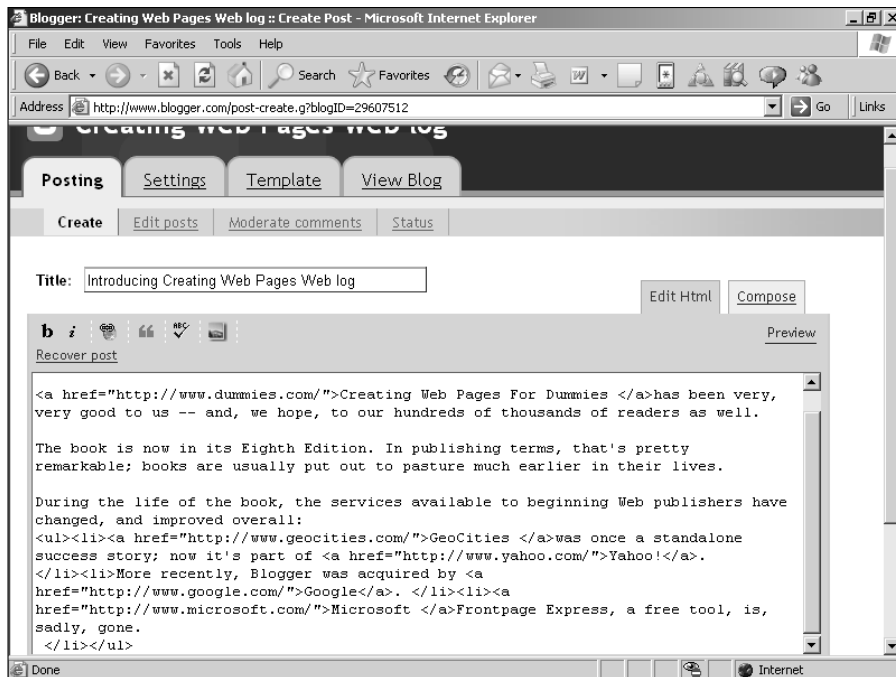 Blogger: Creating Web Pages Web log :: Create Post - Microsoft Internet Explorer
File Edit View Favorites Tools Help
Back Search Favorites W
Address http://www.blogger.com/post-create.g?blogID=29607512 Go Links
Creating Web Pages Web log
Posting Settings Template View Blog
Create Edit posts Moderate comments Status
Title: Introducing Creating Web Pages Web log
Edit Html Compose
b i ABC Preview
Recover post
<a href="http://www.dummies.com/">Creating Web Pages For Dummies </a>has been very,
very good to us -- and, we hope, to our hundreds of thousands of readers as well.
The book is now in its Eighth Edition. In publishing terms, that's pretty
remarkable; books are usually put out to pasture much earlier in their lives.
During the life of the book, the services available to beginning Web publishers have
changed, and improved overall:
<ul><li><a href="http://www.geocities.com/">GeoCities </a>was once a standalone
success story; now it's part of <a href="http://www.yahoo.com/">Yahoo!</a>.
</li><li>More recently, Blogger was acquired by <a
href="http://www.google.com/">Google</a>. </li><li><a
href="http://www.microsoft.com/">Microsoft </a>Frontpage Express, a free tool, is,
sadly, gone.
</li></ul>
Done Internet